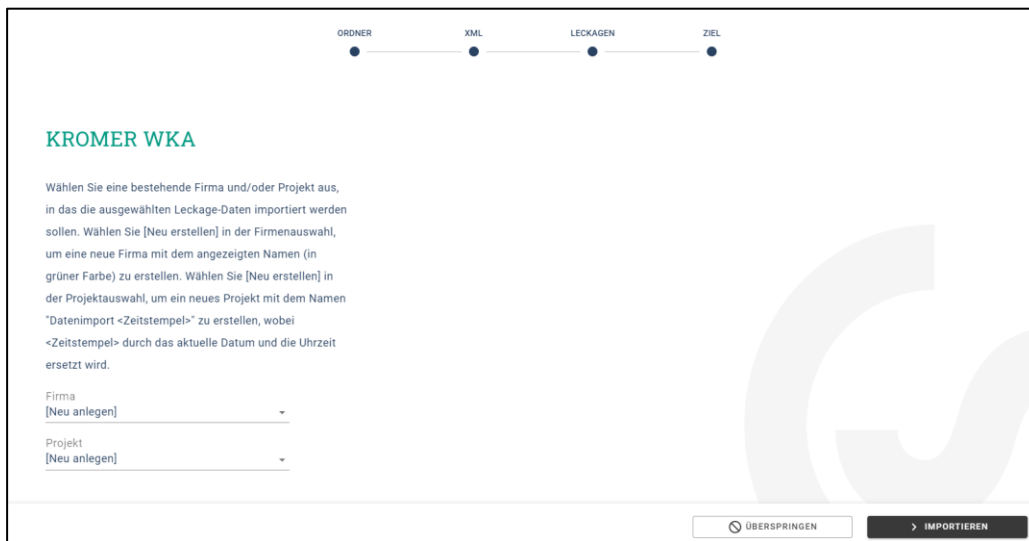 ORDNER XML LECKAGEN ZIEL
KROMER WKA
Wählen Sie eine bestehende Firma und/oder Projekt aus,
in das die ausgewählten Leckage-Daten importiert werden
sollen. Wählen Sie [Neu erstellen] in der Firmenauswahl,
um eine neue Firma mit dem angezeigten Namen (in
grüner Farbe) zu erstellen. Wählen Sie [Neu erstellen] in
der Projektauswahl, um ein neues Projekt mit dem Namen
"Datenimport <Zeitstempel>" zu erstellen, wobei
<Zeitstempel> durch das aktuelle Datum und die Uhrzeit
ersetzt wird.
Firma
[Neu anlegen]
Projekt
[Neu anlegen]
ÜBERSPRINGEN > IMPORTIEREN